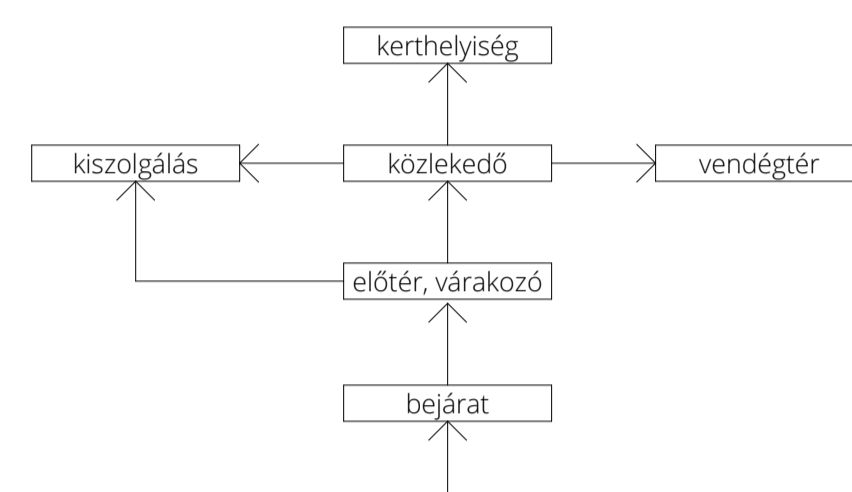 kerthelyiség
kiszolgálás
közlekedő
vendégtér
előtér, várakozó
bejárat